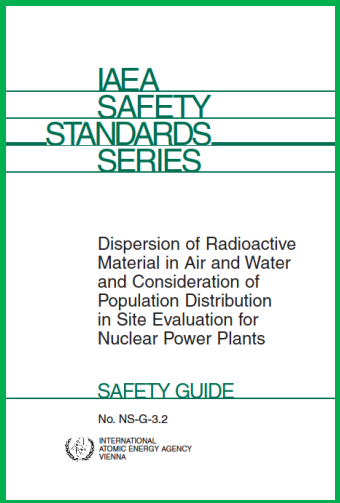 IAEA
SAFETY
STANDARDS
SERIES
Dispersion of Radioactive
Material in Air and Water
and Consideration of
Population Distribution
in Site Evaluation for
Nuclear Power Plants
SAFETY GUIDE
No. NS-G-3.2
INTERNATIONAL
ATOMIC ENERGY AGENCY
VIENNA